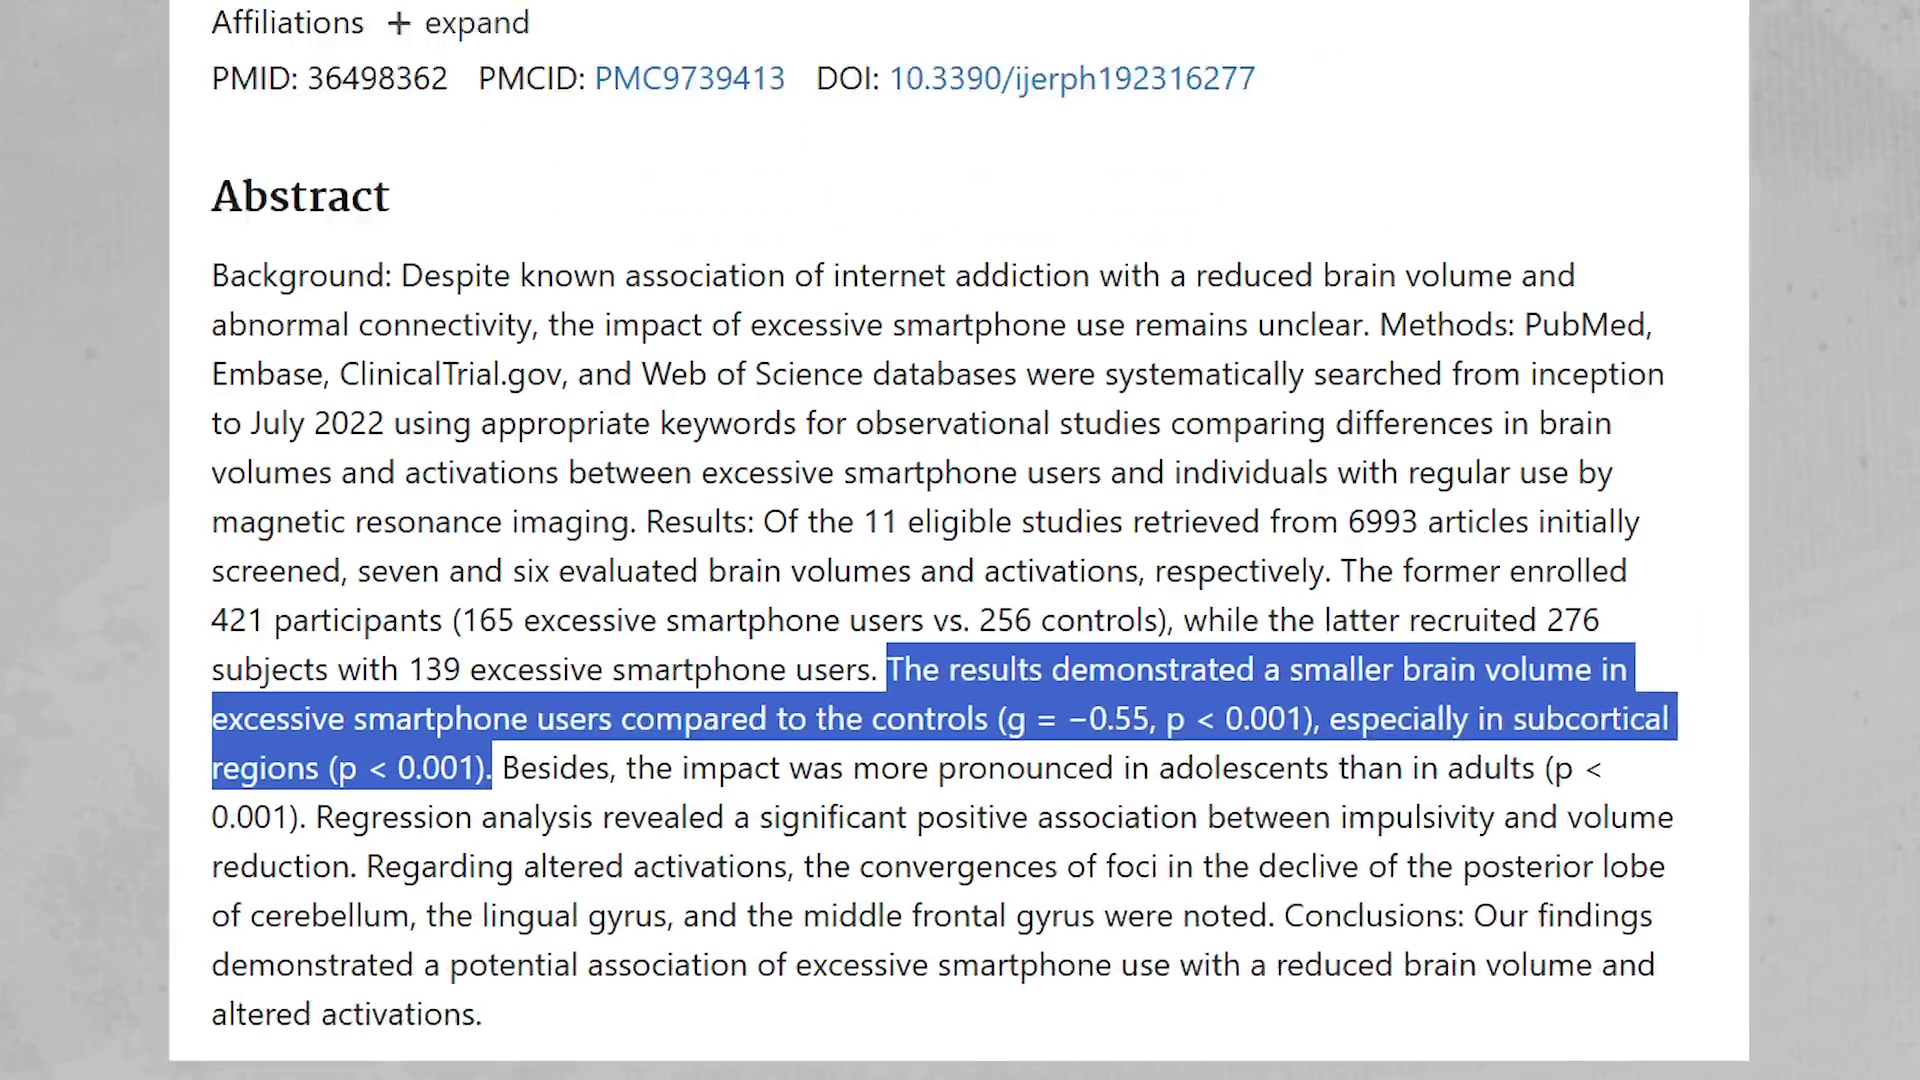 Affiliations + expand
PMID: 36498362 PMCID: PMC9739413 DOI: 10.3390/ijerph192316277
Abstract
Background: Despite known association of internet addiction with a reduced brain volume and
abnormal connectivity, the impact of excessive smartphone use remains unclear. Methods: PubMed,
Embase, ClinicalTrial.gov, and Web of Science databases were systematically searched from inception
to July 2022 using appropriate keywords for observational studies comparing differences in brain
volumes and activations between excessive smartphone users and individuals with regular use by
magnetic resonance imaging. Results: Of the 11 eligible studies retrieved from 6993 articles initially
screened, seven and six evaluated brain volumes and activations, respectively. The former enrolled
421 participants (165 excessive smartphone users vs. 256 controls), while the latter recruited 276
subjects with 139 excessive smartphone users. The results demonstrated a smaller brain volume in
excessive smartphone users compared to the controls (g = −0.55, p < 0.001), especially in subcortical
regions (p < 0.001). Besides, the impact was more pronounced in adolescents than in adults (p <
0.001). Regression analysis revealed a significant positive association between impulsivity and volume
reduction. Regarding altered activations, the convergences of foci in the declive of the posterior lobe
of cerebellum, the lingual gyrus, and the middle frontal gyrus were noted. Conclusions: Our findings
demonstrated a potential association of excessive smartphone use with a reduced brain volume and
altered activations.